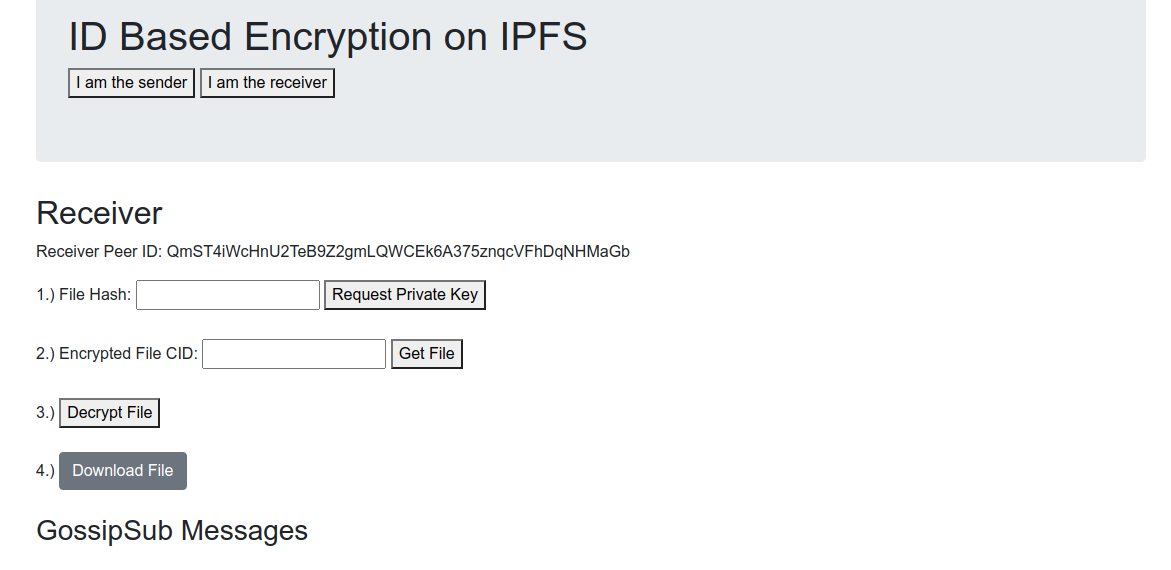 ID Based Encryption on IPFS
I am the sender I am the receiver
Receiver
Receiver Peer ID: QmST4iWcHnU2TeB9Z2gmLQWCEk6A375znqcVFhDqNHMaGb
1.) File Hash: Request Private Key
2.) Encrypted File CID: Get File
3.) Decrypt File
4.) Download File
GossipSub Messages